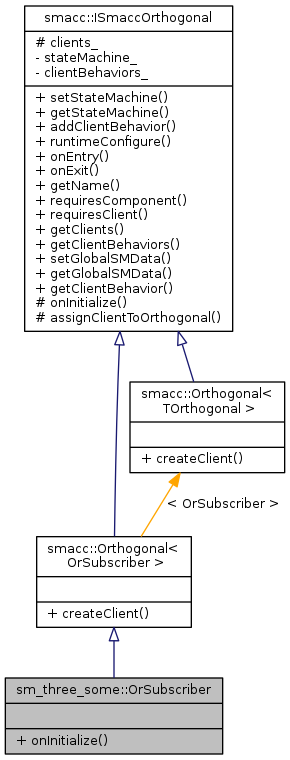 smacc::ISmaccOrthogonal
# clients_
- stateMachine_
- clientBehaviors_
+ setStateMachine()
+ getStateMachine()
+ addClientBehavior()
+ runtimeConfigure()
+ onEntry()
+ onExit()
+ getName()
+ requiresComponent()
+ requiresClient()
+ getClients()
+ getClientBehaviors()
+ setGlobalSMData()
+ getGlobalSMData()
+ getClientBehavior()
# onInitialize()
# assignClientToOrthogonal()
smacc::Orthogonal<
TOrthogonal >
+ createClient()
< OrSubscriber >
smacc::Orthogonal<
OrSubscriber >
+ createClient()
sm_three_some::OrSubscriber
+ onInitialize()